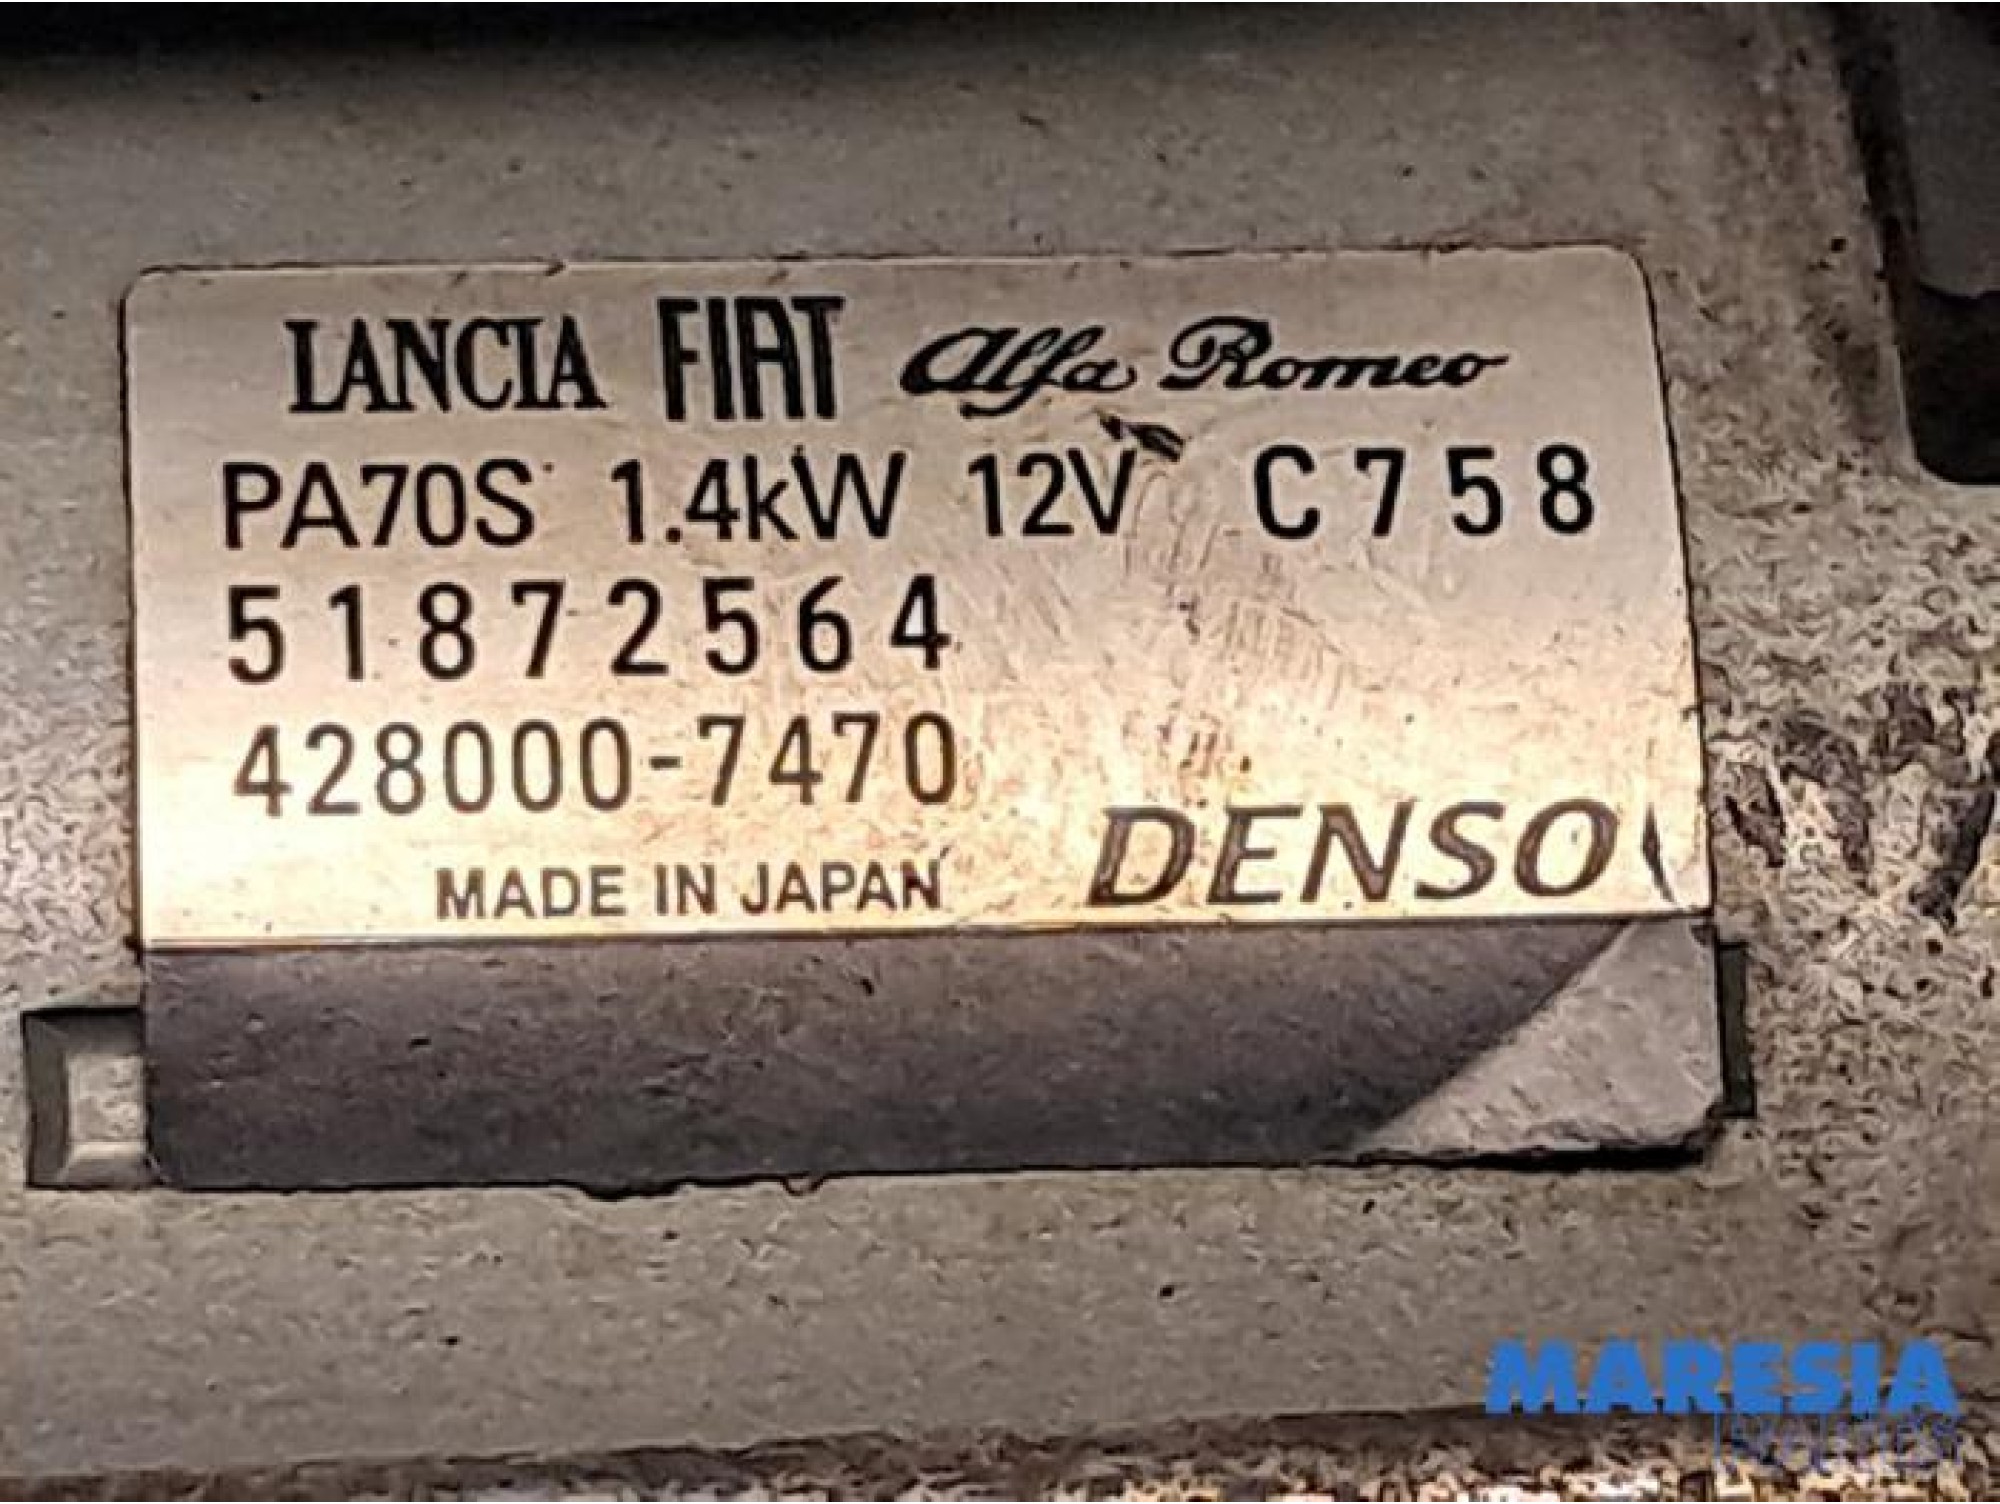 LANCIA FIAT Alfa Romeo
PA70S 1.4kW 12V C758
51872564
428000-7470
MADE IN JAPAN DENSO
MARESIA